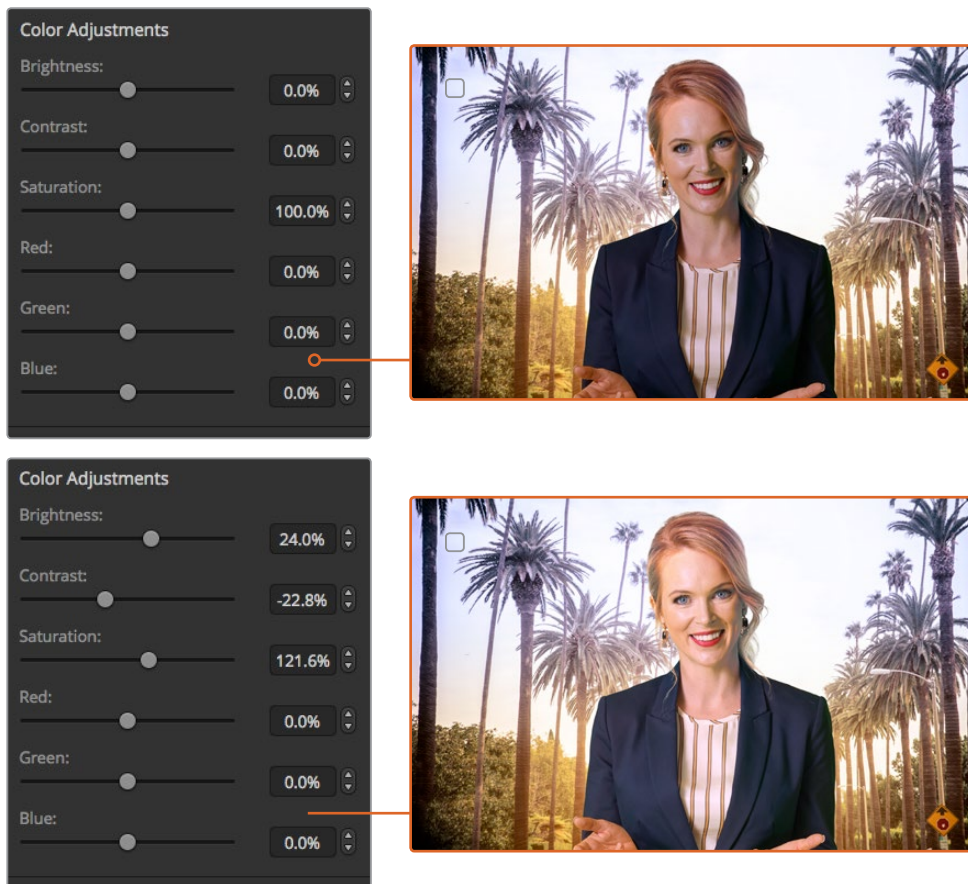 Color Adjustments
Brightness:
0.0%
Contrast:
0.0%
Saturation:
100.0%
Red:
0.0%
Green:
0.0%
Blue:
0.0%
Color Adjustments
Brightness:
24.0%
Contrast:
-22.8%
Saturation:
121.6%
Red:
0.0%
Green:
0.0%
Blue:
0.0%